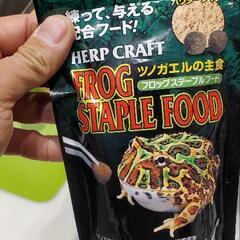 練って、与える
配合フード!
HERP CRAFT
ツノガエルの主食
FROG
フロッグステープルフード
STAPLE FOOD